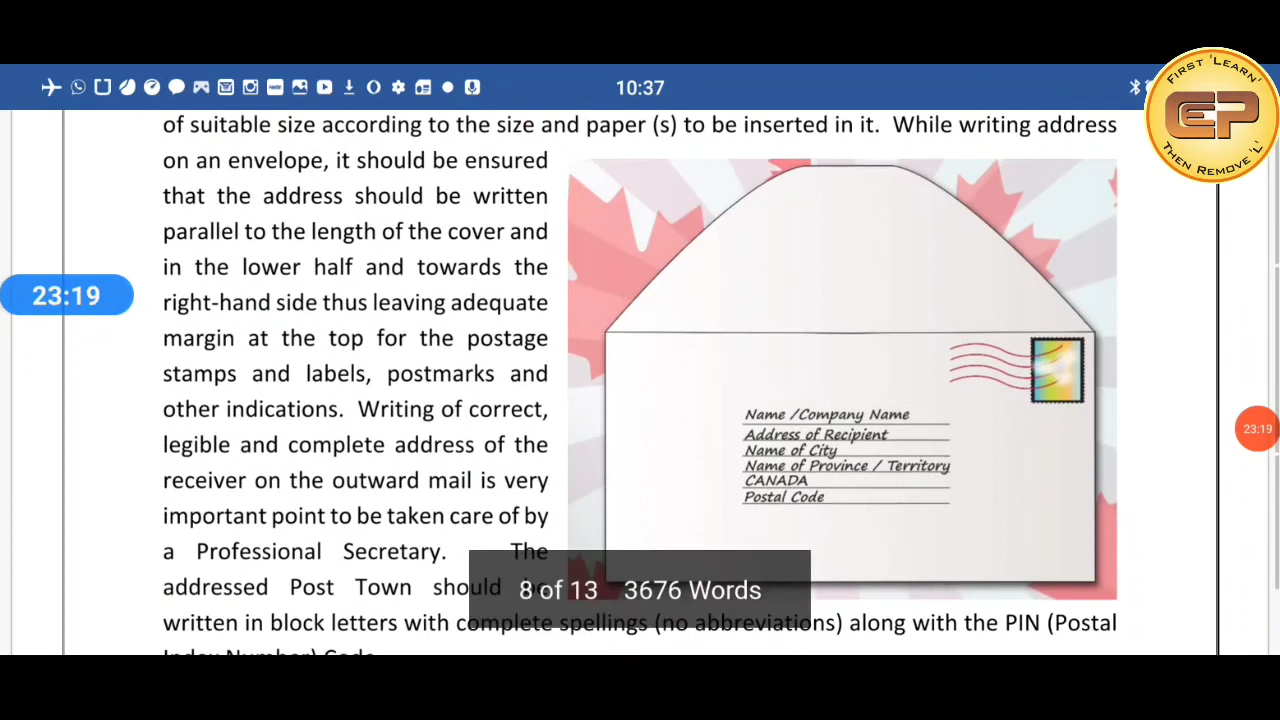 10:37
FIRST 'LEARN'
EP
THEN REMOVE 'L'
of suitable size according to the size and paper (s) to be inserted in it. While writing address
on an envelope, it should be ensured
that the address should be written
parallel to the length of the cover and
in the lower half and towards the
right-hand side thus leaving adequate
margin at the top for the postage
stamps and labels, postmarks and
other indications. Writing of correct,
legible and complete address of the
receiver on the outward mail is very
important point to be taken care of by
a Professional Secretary. The
addressed Post Town should be
written in block letters with complete spellings (no abbreviations) along with the PIN (Postal
Index Number) Code
23:19
Name /Company Name
Address of Recipient
Name of City
Name of Province / Territory
CANADA
Postal Code
23:19
8 of 13 3676 Words